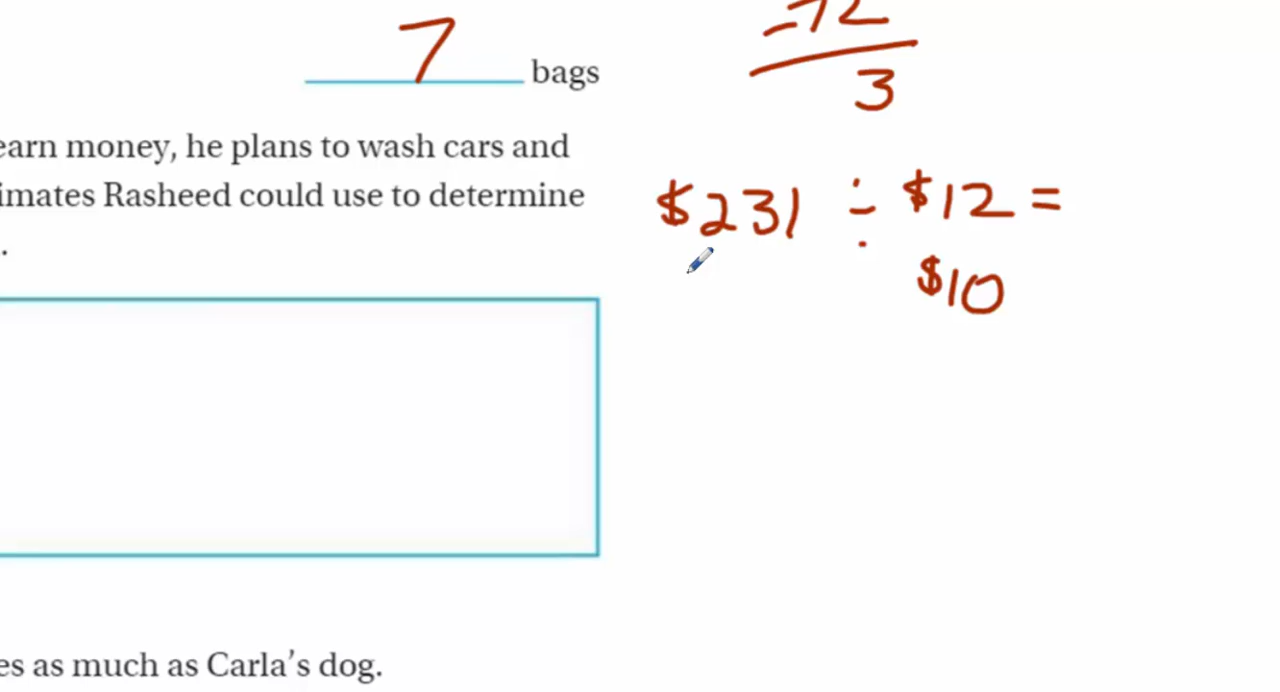 7 bags
-72
3
earn money, he plans to wash cars and
imates Rasheed could use to determine
.
$231 ÷ $12 =
$10
es as much as Carla's dog.